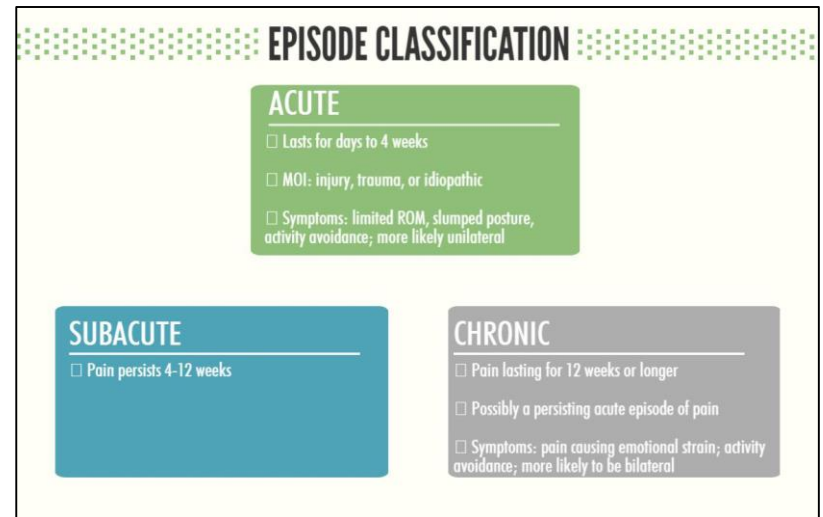 EPISODE CLASSIFICATION
ACUTE
□ Lasts for days to 4 weeks
□ MOI: injury, trauma, or idiopathic
□ Symptoms: limited ROM, slumped posture,
activity avoidance; more likely unilateral
SUBACUTE
□ Pain persists 4-12 weeks
CHRONIC
□ Pain lasting for 12 weeks or longer
□ Possibly a persisting acute episode of pain
□ Symptoms: pain causing emotional strain; activity
avoidance; more likely to be bilateral